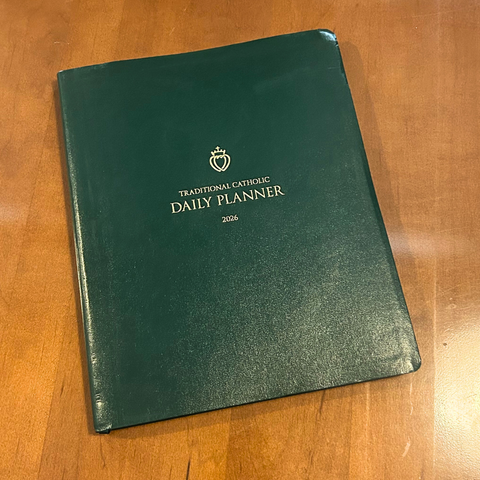 TRADITIONAL CATHOLIC
DAILY PLANNER
2026